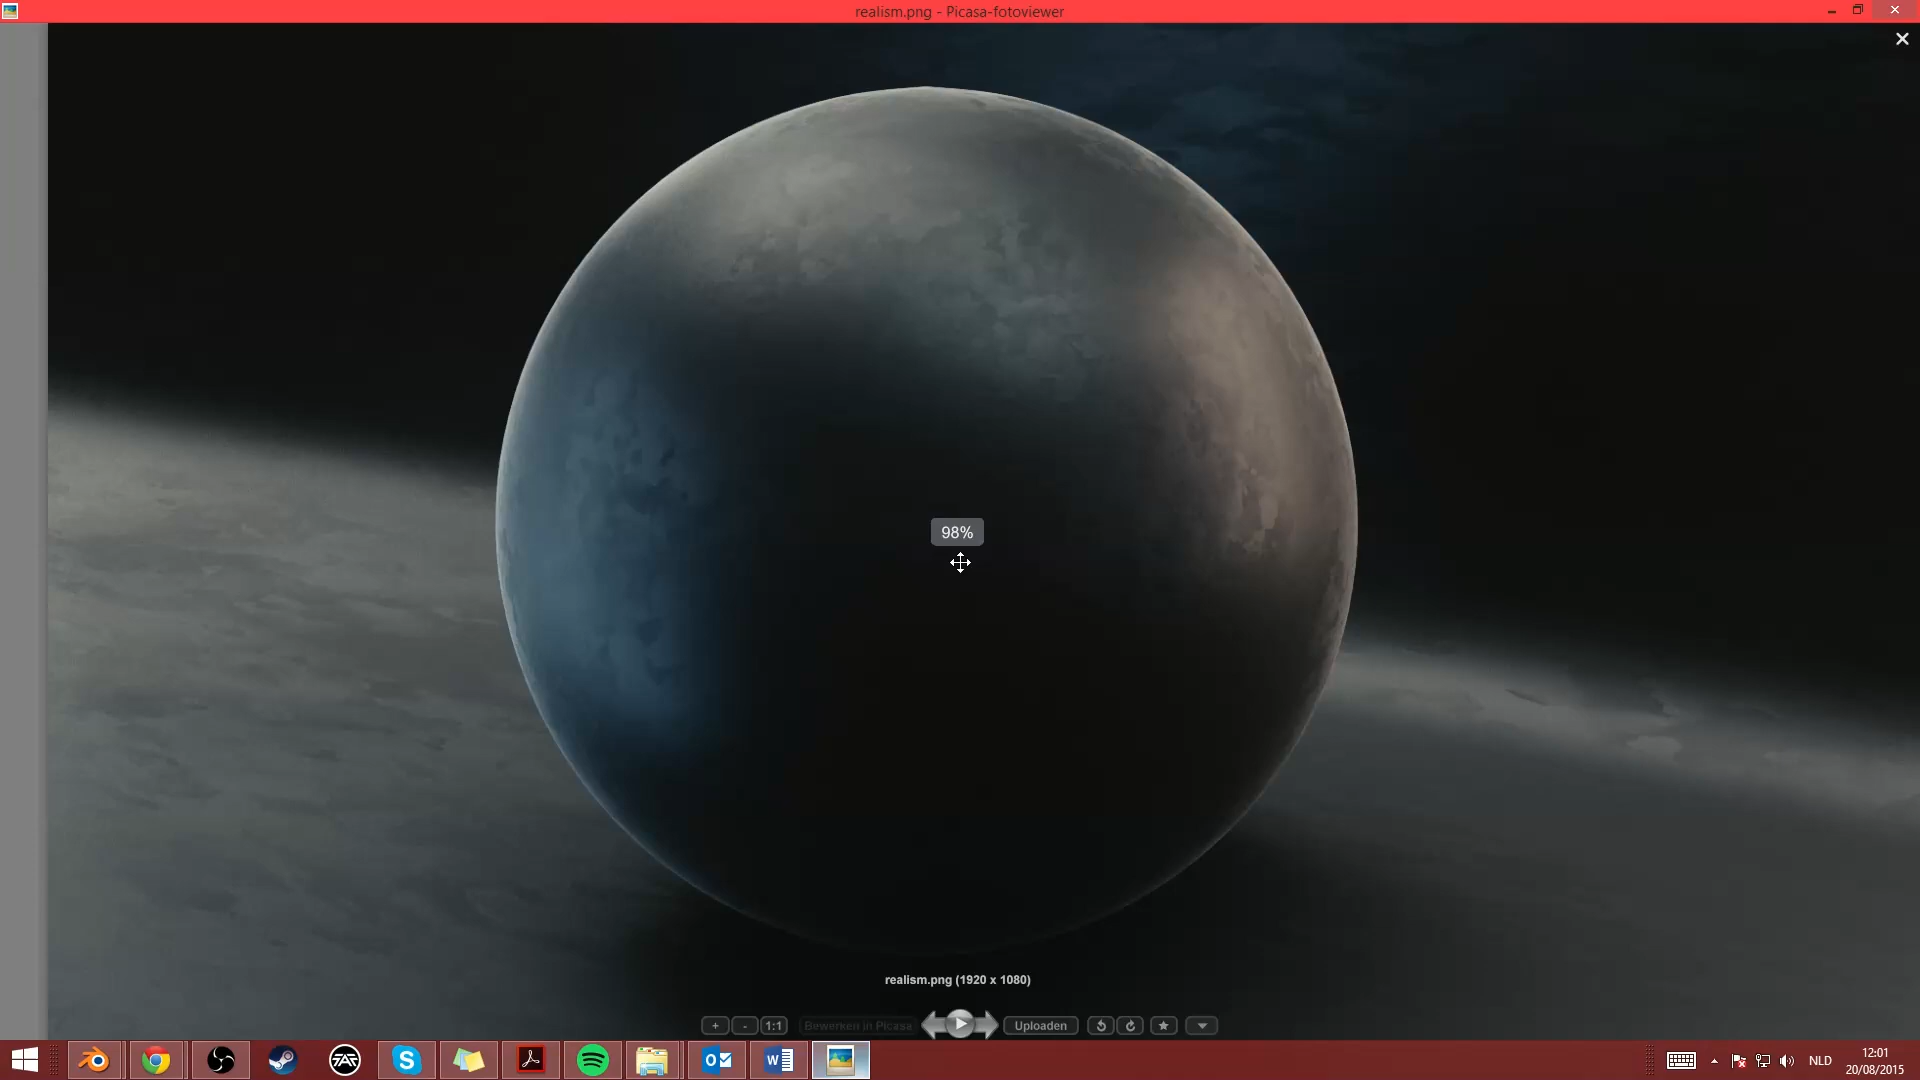 realism.png - Picasa-fotoviewer
98%
realism.png (1920 x 1080)
+ - 1:1 Bewerken in Picasa Uploaden
NLD
12:01
20/08/2015